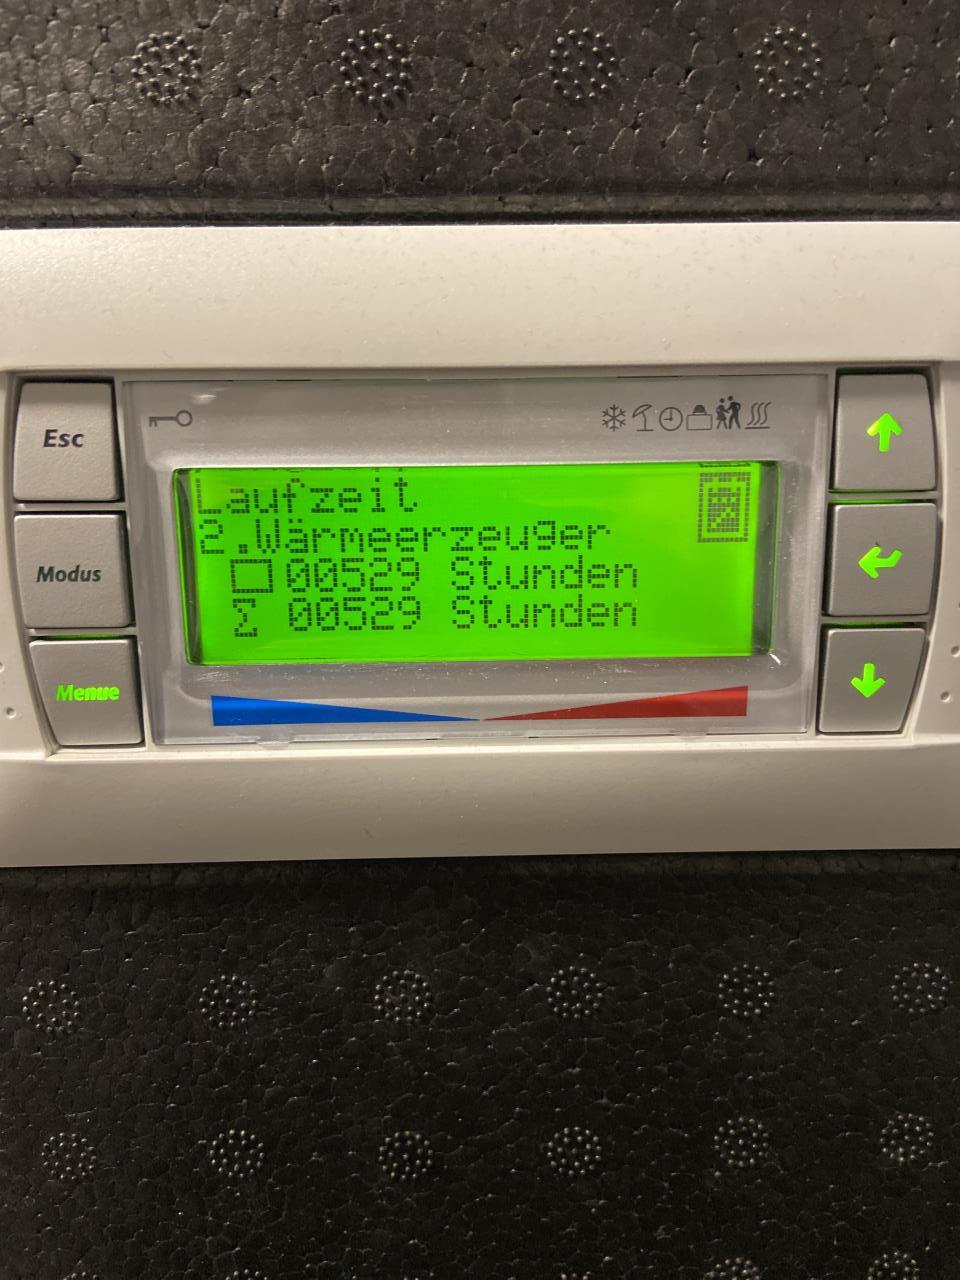 Esc
Modus
Menue
Laufzeit
2.Wärmeerzeuger
00529 Stunden
Σ 00529 Stunden